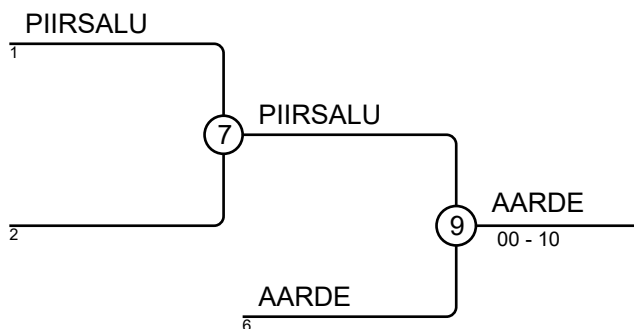 PIIRSALU
1
7
PIIRSALU
2
9
AARDE
00 - 10
AARDE
6